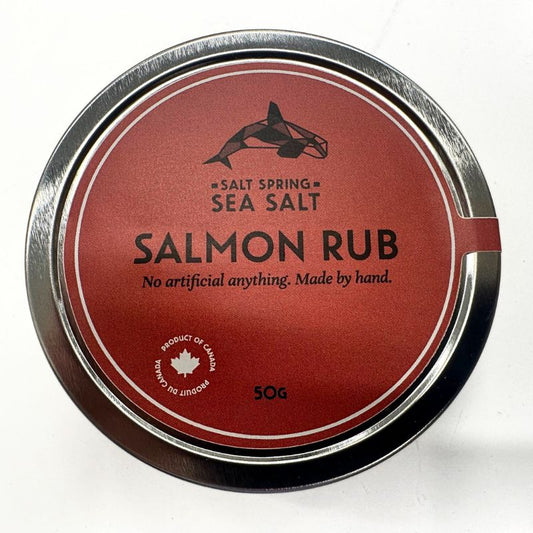 SALT SPRING
SEA SALT
SALMON RUB
No artificial anything. Made by hand.
PRODUCT OF CANADA
PRODUIT DU CANADA
50G